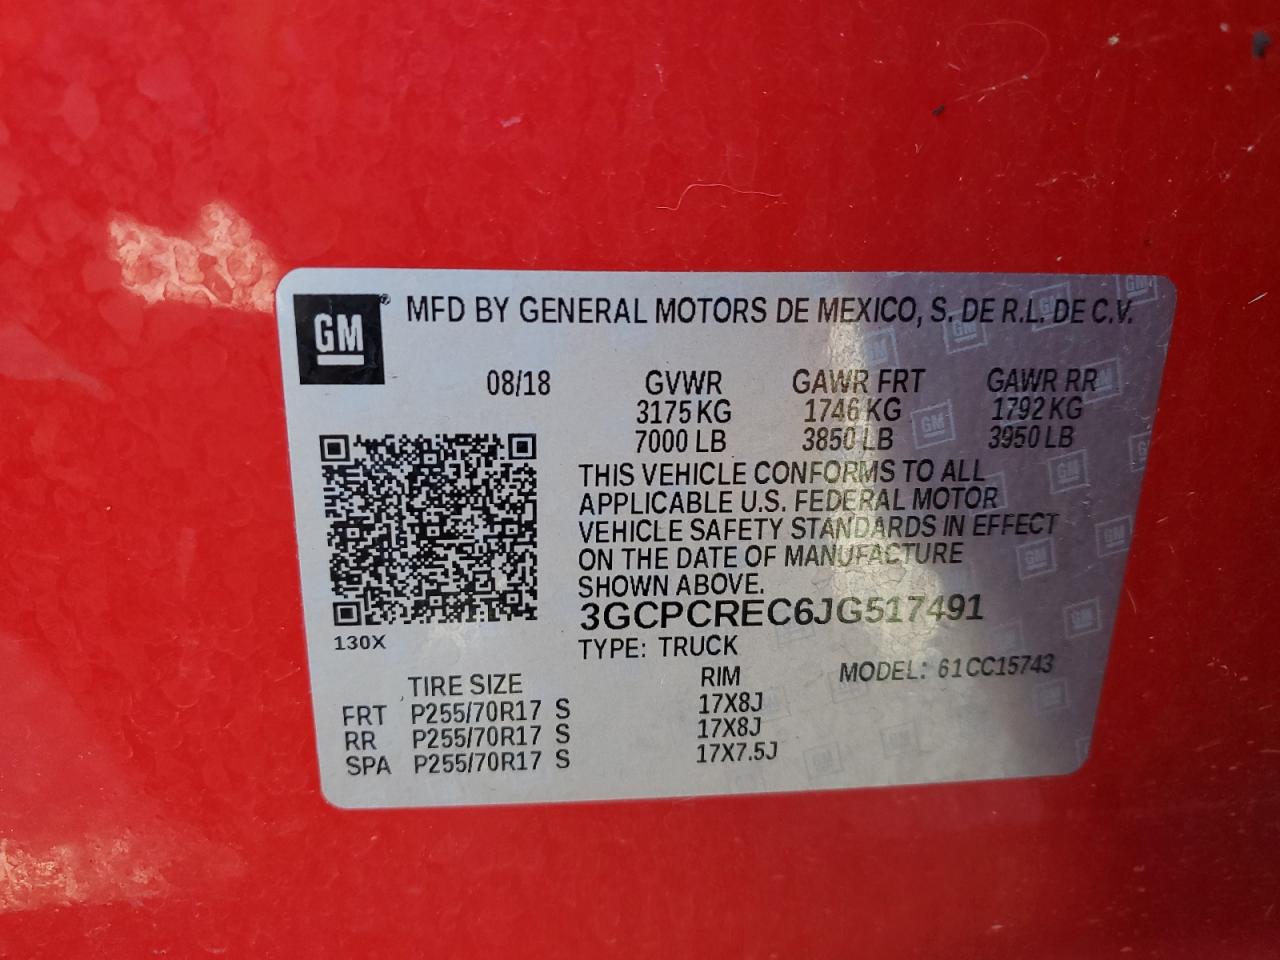 GM® MFD BY GENERAL MOTORS DE MEXICO, S. DE R.L. DE C.V.
08/18 GVWR GAWR FRT GAWR RR
3175 KG 1746 KG 1792 KG
7000 LB 3850 LB 3950 LB
THIS VEHICLE CONFORMS TO ALL
APPLICABLE U.S. FEDERAL MOTOR
VEHICLE SAFETY STANDARDS IN EFFECT
ON THE DATE OF MANUFACTURE
SHOWN ABOVE.
3GCPCREC6JG517491
130X
TYPE: TRUCK
MODEL: 61CC15743
TIRE SIZE RIM
FRT P255/70R17 S 17X8J
RR P255/70R17 S 17X8J
SPA P255/70R17 S 17X7.5J